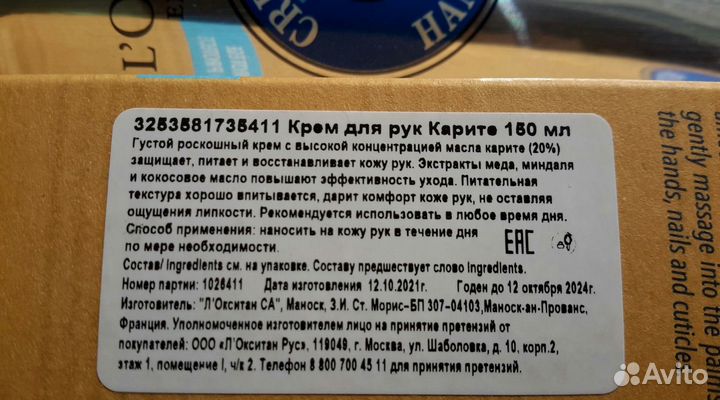 L'O
CR
HAN
3253581735411 Крем для рук Карите 150 мл
Густой роскошный крем с высокой концентрацией масла карите (20%)
защищает, питает и восстанавливает кожу рук. Экстракты меда, миндаля
и кокосовое масло повышают эффективность ухода. Питательная
текстура хорошо впитывается, дарит комфорт коже рук, не оставляя
ощущения липкости. Рекомендуется использовать в любое время дня.
Способ применения: наносить на кожу рук в течение дня
по мере необходимости.
EAC
Состав/ Ingredients см. на упаковке. Составу предшествует слово Ingredients.
Номер партии: 1026411 Дата изготовления 12.10.2021г. Годен до 12 октября 2024г.
Изготовитель: "Л'Окситан СА", Маноск, З.И. Ст. Морис-БП 307-04103,Маноск-ан-Прованс,
Франция. Уполномоченное изготовителем лицо на принятие претензий от
покупателей: ООО «Л'Окситан Рус», 119049, г. Москва, ул. Шаболовка, д. 10, корп.2,
этаж 1, помещение I, ч/к 2. Телефон 8 800 700 45 11 для принятия претензий.
gently massage into the palms
the hands, nails and cuticles
Avito